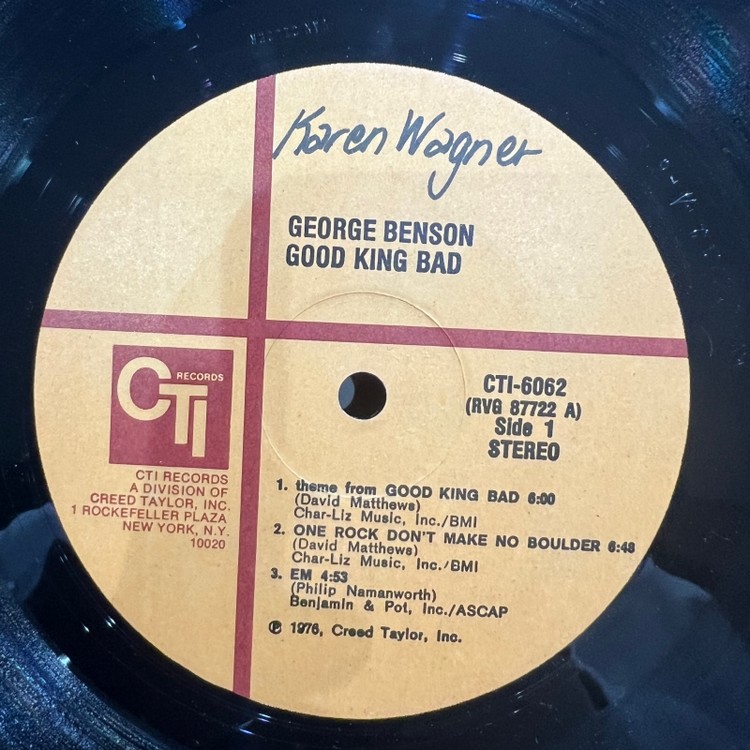 Karen Wagner
GEORGE BENSON
GOOD KING BAD
CTI RECORDS
CTI RECORDS
A DIVISION OF
CREED TAYLOR, INC.
1 ROCKEFELLER PLAZA
NEW YORK, N.Y.
10020
CTI-6062
(RVG 87722 A)
Side 1
STEREO
1. theme from GOOD KING BAD 6:00
(David Matthews)
Char-Liz Music, Inc./BMI
2. ONE ROCK DON'T MAKE NO BOULDER 6:48
(David Matthews)
Char-Liz Music, Inc./BMI
3. EM 4:53
(Philip Namanworth)
Benjamin & Pot, Inc./ASCAP
℗ 1976, Creed Taylor, Inc.